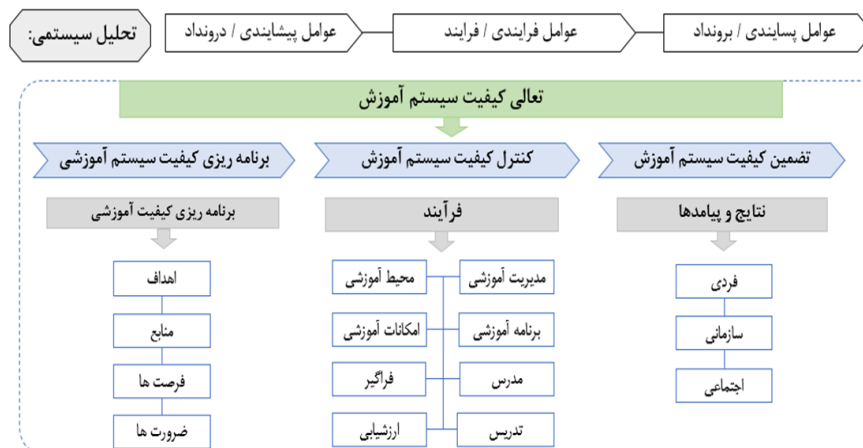 تحلیل سیستمی:
عوامل پیشایندی / درونداد
عوامل فرایندی / فرایند
عوامل پسایندی / برونداد
تعالی کیفیت سیستم آموزش
برنامه ریزی کیفیت سیستم آموزشی
کنترل کیفیت سیستم آموزش
تضمین کیفیت سیستم آموزش
برنامه ریزی کیفیت آموزشی
فرآیند
نتایج و پیامدها
اهداف
منابع
فرصت ها
ضرورت ها
محیط آموزشی
مدیریت آموزشی
امکانات آموزشی
برنامه آموزشی
فراگیر
مدرس
ارزشیابی
تدریس
فردی
سازمانی
اجتماعی